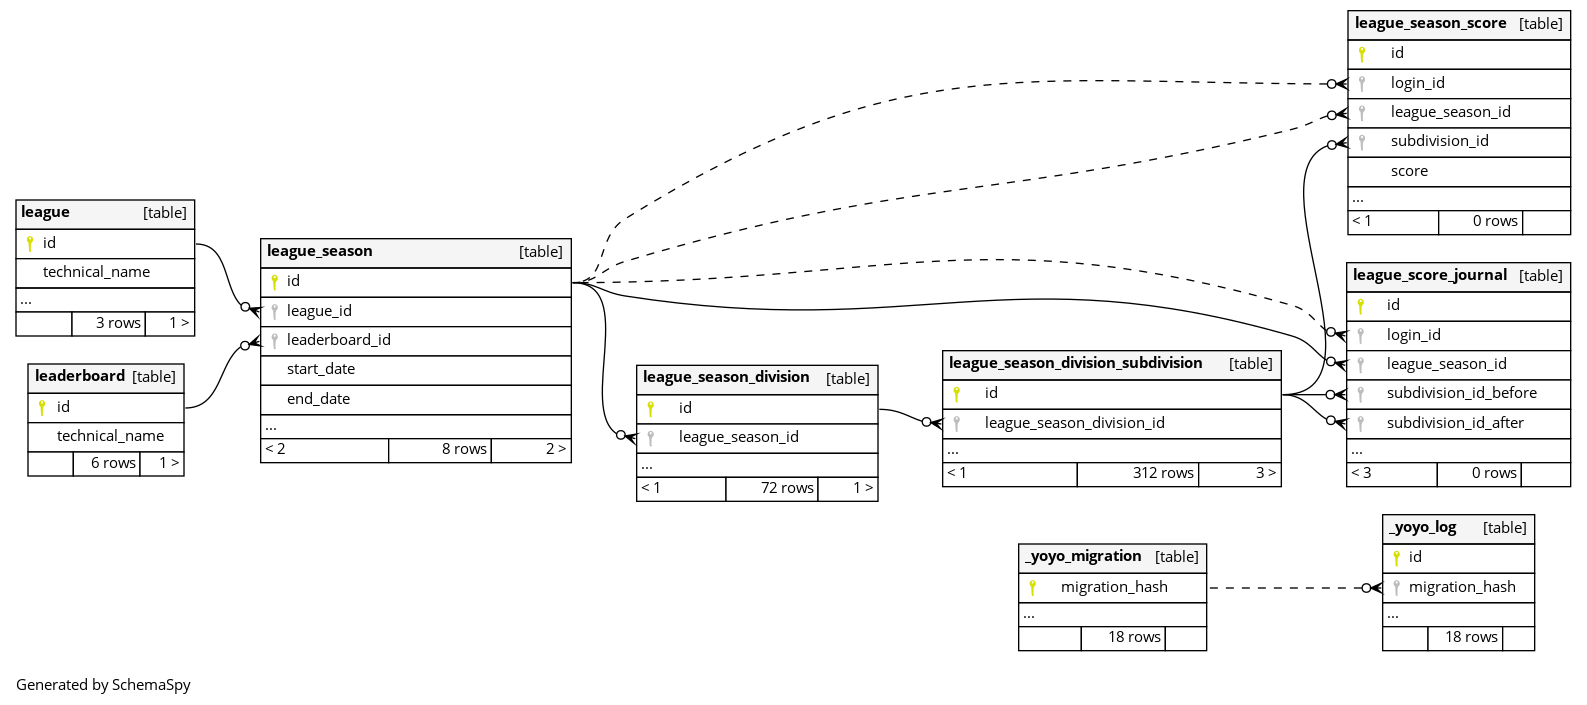 league [table]
id
technical_name
...
3 rows 1 >
leaderboard [table]
id
technical_name
6 rows 1 >
league_season [table]
id
league_id
leaderboard_id
start_date
end_date
...
< 2 8 rows 2 >
league_season_division [table]
id
league_season_id
...
< 1 72 rows 1 >
league_season_division_subdivision [table]
id
league_season_division_id
...
< 1 312 rows 3 >
league_season_score [table]
id
login_id
league_season_id
subdivision_id
score
...
< 1 0 rows
league_score_journal [table]
id
login_id
league_season_id
subdivision_id_before
subdivision_id_after
...
< 3 0 rows
_yoyo_migration [table]
migration_hash
...
18 rows
_yoyo_log [table]
id
migration_hash
...
18 rows
Generated by SchemaSpy